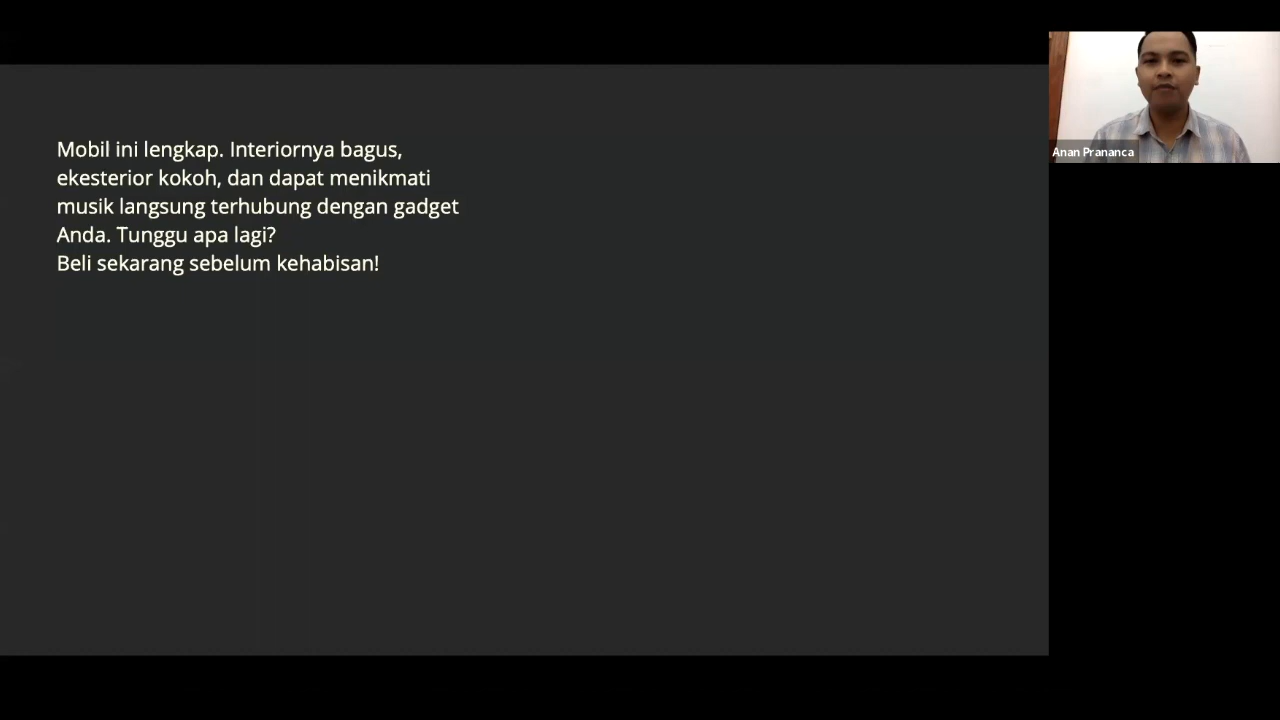 Mobil ini lengkap. Interiornya bagus,
ekesterior kokoh, dan dapat menikmati
musik langsung terhubung dengan gadget
Anda. Tunggu apa lagi?
Beli sekarang sebelum kehabisan!
Anan Prananca